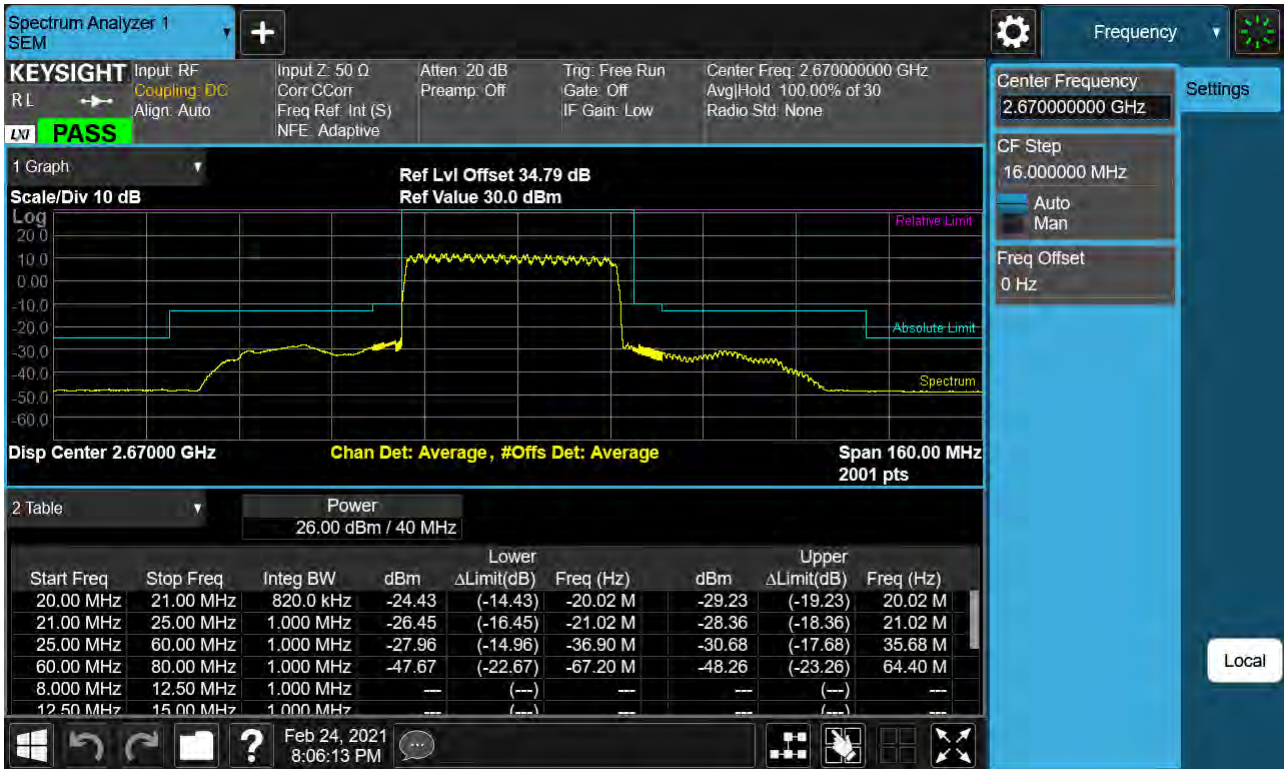 Spectrum Analyzer 1
SEM
Frequency
KEYSIGHT
R L
LXI
PASS
Input: RF
Coupling: DC
Align: Auto
Input Z: 50 Ω
Corr CCorr
Freq Ref: Int (S)
NFE: Adaptive
Atten: 20 dB
Preamp: Off
Trig: Free Run
Gate: Off
IF Gain: Low
Center Freq: 2.670000000 GHz
Avg|Hold: 100.00% of 30
Radio Std: None
Center Frequency
2.670000000 GHz
Settings
CF Step
16.000000 MHz
Auto
Man
Freq Offset
0 Hz
1 Graph
Scale/Div 10 dB
Ref Lvl Offset 34.79 dB
Ref Value 30.0 dBm
Log
20.0
10.0
0.00
-10.0
-20.0
-30.0
-40.0
-50.0
-60.0
Relative Limit
Absolute Limit
Spectrum
Disp Center 2.67000 GHz
Chan Det: Average, #Offs Det: Average
Span 160.00 MHz
2001 pts
2 Table
Power
26.00 dBm / 40 MHz
Lower Upper
Start Freq Stop Freq Integ BW dBm ΔLimit(dB) Freq (Hz) dBm ΔLimit(dB) Freq (Hz)
20.00 MHz 21.00 MHz 820.0 kHz -24.43 (-14.43) -20.02 M -29.23 (-19.23) 20.02 M
21.00 MHz 25.00 MHz 1.000 MHz -26.45 (-16.45) -21.02 M -28.36 (-18.36) 21.02 M
25.00 MHz 60.00 MHz 1.000 MHz -27.96 (-14.96) -36.90 M -30.68 (-17.68) 35.68 M
60.00 MHz 80.00 MHz 1.000 MHz -47.67 (-22.67) -67.20 M -48.26 (-23.26) 64.40 M
8.000 MHz 12.50 MHz 1.000 MHz --- (---) --- --- (---) ---
12.50 MHz 15.00 MHz 1.000 MHz --- (---) --- --- (---) ---
Local
?
Feb 24, 2021
8:06:13 PM